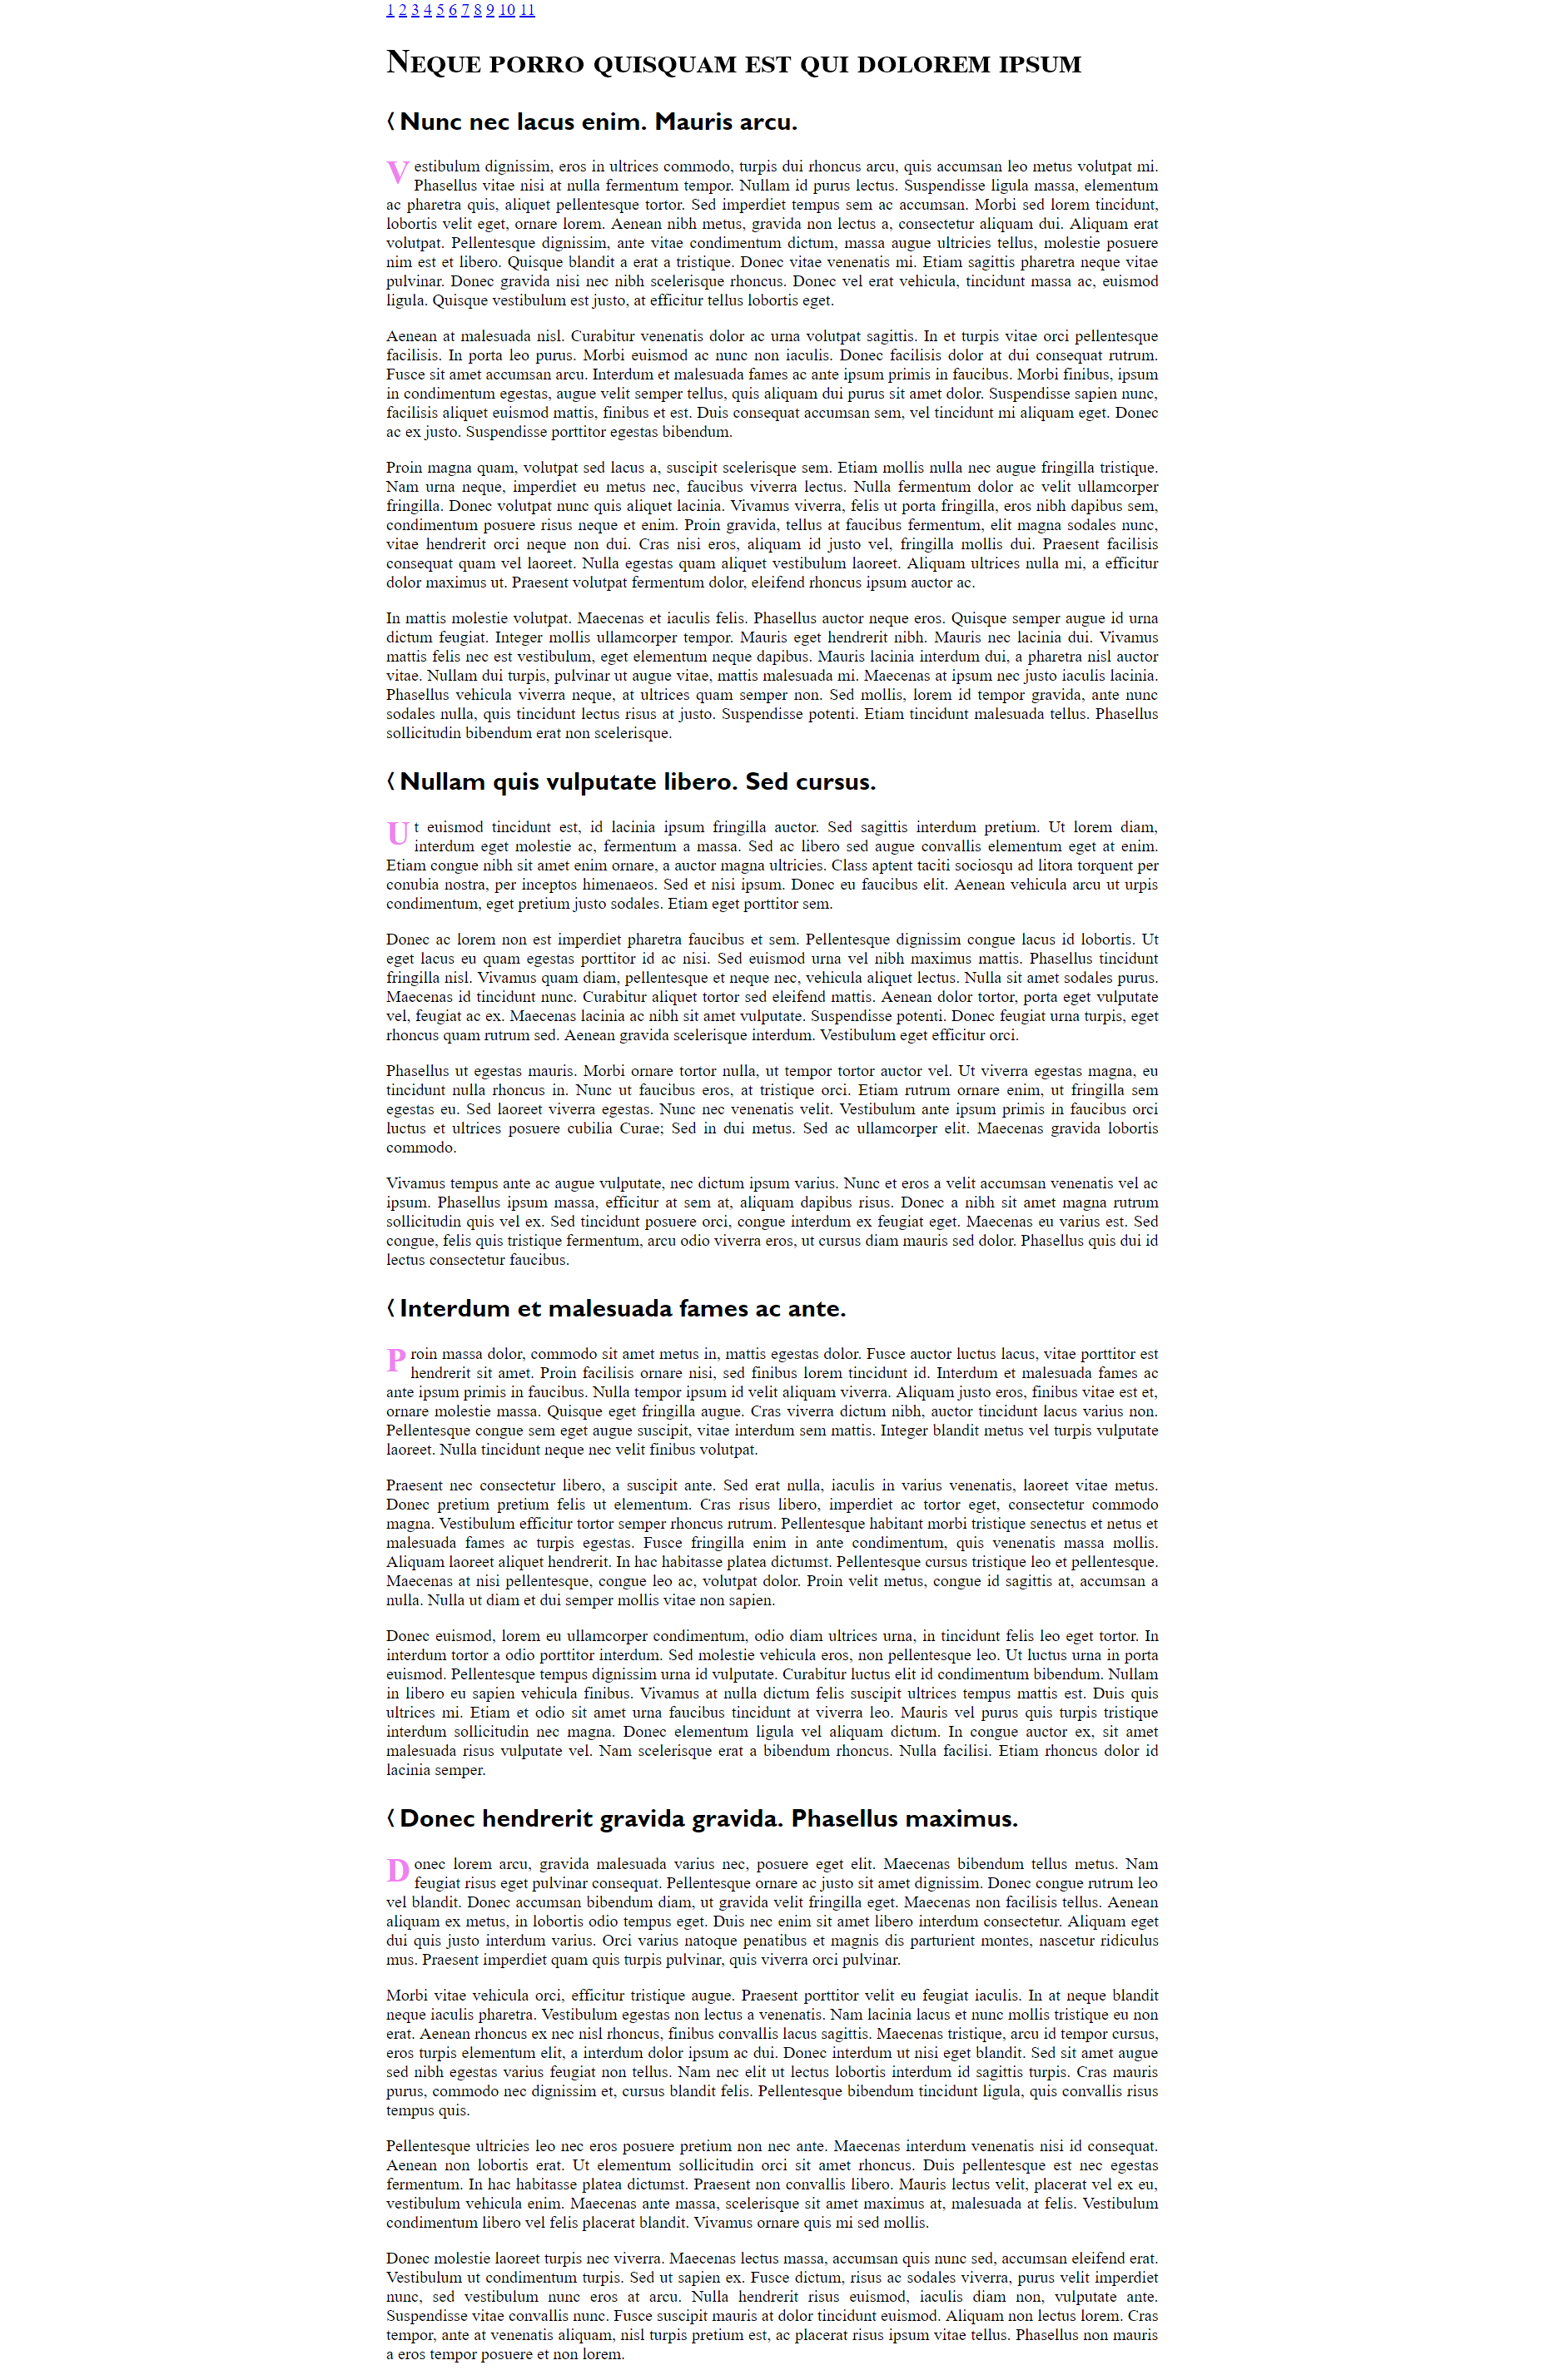 1 2 3 4 5 6 7 8 9 10 11
Neque porro quisquam est qui dolorem ipsum
⟨ Nunc nec lacus enim. Mauris arcu.
Vestibulum dignissim, eros in ultrices commodo, turpis dui rhoncus arcu, quis accumsan leo metus volutpat mi.
Phasellus vitae nisi at nulla fermentum tempor. Nullam id purus lectus. Suspendisse ligula massa, elementum
ac pharetra quis, aliquet pellentesque tortor. Sed imperdiet tempus sem ac accumsan. Morbi sed lorem tincidunt,
lobortis velit eget, ornare lorem. Aenean nibh metus, gravida non lectus a, consectetur aliquam dui. Aliquam erat
volutpat. Pellentesque dignissim, ante vitae condimentum dictum, massa augue ultricies tellus, molestie posuere
nim est et libero. Quisque blandit a erat a tristique. Donec vitae venenatis mi. Etiam sagittis pharetra neque vitae
pulvinar. Donec gravida nisi nec nibh scelerisque rhoncus. Donec vel erat vehicula, tincidunt massa ac, euismod
ligula. Quisque vestibulum est justo, at efficitur tellus lobortis eget.
Aenean at malesuada nisl. Curabitur venenatis dolor ac urna volutpat sagittis. In et turpis vitae orci pellentesque
facilisis. In porta leo purus. Morbi euismod ac nunc non iaculis. Donec facilisis dolor at dui consequat rutrum.
Fusce sit amet accumsan arcu. Interdum et malesuada fames ac ante ipsum primis in faucibus. Morbi finibus, ipsum
in condimentum egestas, augue velit semper tellus, quis aliquam dui purus sit amet dolor. Suspendisse sapien nunc,
facilisis aliquet euismod mattis, finibus et est. Duis consequat accumsan sem, vel tincidunt mi aliquam eget. Donec
ac ex justo. Suspendisse porttitor egestas bibendum.
Proin magna quam, volutpat sed lacus a, suscipit scelerisque sem. Etiam mollis nulla nec augue fringilla tristique.
Nam urna neque, imperdiet eu metus nec, faucibus viverra lectus. Nulla fermentum dolor ac velit ullamcorper
fringilla. Donec volutpat nunc quis aliquet lacinia. Vivamus viverra, felis ut porta fringilla, eros nibh dapibus sem,
condimentum posuere risus neque et enim. Proin gravida, tellus at faucibus fermentum, elit magna sodales nunc,
vitae hendrerit orci neque non dui. Cras nisi eros, aliquam id justo vel, fringilla mollis dui. Praesent facilisis
consequat quam vel laoreet. Nulla egestas quam aliquet vestibulum laoreet. Aliquam ultrices nulla mi, a efficitur
dolor maximus ut. Praesent volutpat fermentum dolor, eleifend rhoncus ipsum auctor ac.
In mattis molestie volutpat. Maecenas et iaculis felis. Phasellus auctor neque eros. Quisque semper augue id urna
dictum feugiat. Integer mollis ullamcorper tempor. Mauris eget hendrerit nibh. Mauris nec lacinia dui. Vivamus
mattis felis nec est vestibulum, eget elementum neque dapibus. Mauris lacinia interdum dui, a pharetra nisl auctor
vitae. Nullam dui turpis, pulvinar ut augue vitae, mattis malesuada mi. Maecenas at ipsum nec justo iaculis lacinia.
Phasellus vehicula viverra neque, at ultrices quam semper non. Sed mollis, lorem id tempor gravida, ante nunc
sodales nulla, quis tincidunt lectus risus at justo. Suspendisse potenti. Etiam tincidunt malesuada tellus. Phasellus
sollicitudin bibendum erat non scelerisque.
⟨ Nullam quis vulputate libero. Sed cursus.
Ut euismod tincidunt est, id lacinia ipsum fringilla auctor. Sed sagittis interdum pretium. Ut lorem diam,
interdum eget molestie ac, fermentum a massa. Sed ac libero sed augue convallis elementum eget at enim.
Etiam congue nibh sit amet enim ornare, a auctor magna ultricies. Class aptent taciti sociosqu ad litora torquent per
conubia nostra, per inceptos himenaeos. Sed et nisi ipsum. Donec eu faucibus elit. Aenean vehicula arcu ut urpis
condimentum, eget pretium justo sodales. Etiam eget porttitor sem.
Donec ac lorem non est imperdiet pharetra faucibus et sem. Pellentesque dignissim congue lacus id lobortis. Ut
eget lacus eu quam egestas porttitor id ac nisi. Sed euismod urna vel nibh maximus mattis. Phasellus tincidunt
fringilla nisl. Vivamus quam diam, pellentesque et neque nec, vehicula aliquet lectus. Nulla sit amet sodales purus.
Maecenas id tincidunt nunc. Curabitur aliquet tortor sed eleifend mattis. Aenean dolor tortor, porta eget vulputate
vel, feugiat ac ex. Maecenas lacinia ac nibh sit amet vulputate. Suspendisse potenti. Donec feugiat urna turpis, eget
rhoncus quam rutrum sed. Aenean gravida scelerisque interdum. Vestibulum eget efficitur orci.
Phasellus ut egestas mauris. Morbi ornare tortor nulla, ut tempor tortor auctor vel. Ut viverra egestas magna, eu
tincidunt nulla rhoncus in. Nunc ut faucibus eros, at tristique orci. Etiam rutrum ornare enim, ut fringilla sem
egestas eu. Sed laoreet viverra egestas. Nunc nec venenatis velit. Vestibulum ante ipsum primis in faucibus orci
luctus et ultrices posuere cubilia Curae; Sed in dui metus. Sed ac ullamcorper elit. Maecenas gravida lobortis
commodo.
Vivamus tempus ante ac augue vulputate, nec dictum ipsum varius. Nunc et eros a velit accumsan venenatis vel ac
ipsum. Phasellus ipsum massa, efficitur at sem at, aliquam dapibus risus. Donec a nibh sit amet magna rutrum
sollicitudin quis vel ex. Sed tincidunt posuere orci, congue interdum ex feugiat eget. Maecenas eu varius est. Sed
congue, felis quis tristique fermentum, arcu odio viverra eros, ut cursus diam mauris sed dolor. Phasellus quis dui id
lectus consectetur faucibus.
⟨ Interdum et malesuada fames ac ante.
Proin massa dolor, commodo sit amet metus in, mattis egestas dolor. Fusce auctor luctus lacus, vitae porttitor est
hendrerit sit amet. Proin facilisis ornare nisi, sed finibus lorem tincidunt id. Interdum et malesuada fames ac
ante ipsum primis in faucibus. Nulla tempor ipsum id velit aliquam viverra. Aliquam justo eros, finibus vitae est et,
ornare molestie massa. Quisque eget fringilla augue. Cras viverra dictum nibh, auctor tincidunt lacus varius non.
Pellentesque congue sem eget augue suscipit, vitae interdum sem mattis. Integer blandit metus vel turpis vulputate
laoreet. Nulla tincidunt neque nec velit finibus volutpat.
Praesent nec consectetur libero, a suscipit ante. Sed erat nulla, iaculis in varius venenatis, laoreet vitae metus.
Donec pretium pretium felis ut elementum. Cras risus libero, imperdiet ac tortor eget, consectetur commodo
magna. Vestibulum efficitur tortor semper rhoncus rutrum. Pellentesque habitant morbi tristique senectus et netus et
malesuada fames ac turpis egestas. Fusce fringilla enim in ante condimentum, quis venenatis massa mollis.
Aliquam laoreet aliquet hendrerit. In hac habitasse platea dictumst. Pellentesque cursus tristique leo et pellentesque.
Maecenas at nisi pellentesque, congue leo ac, volutpat dolor. Proin velit metus, congue id sagittis at, accumsan a
nulla. Nulla ut diam et dui semper mollis vitae non sapien.
Donec euismod, lorem eu ullamcorper condimentum, odio diam ultrices urna, in tincidunt felis leo eget tortor. In
interdum tortor a odio porttitor interdum. Sed molestie vehicula eros, non pellentesque leo. Ut luctus urna in porta
euismod. Pellentesque tempus dignissim urna id vulputate. Curabitur luctus elit id condimentum bibendum. Nullam
in libero eu sapien vehicula finibus. Vivamus at nulla dictum felis suscipit ultrices tempus mattis est. Duis quis
ultrices mi. Etiam et odio sit amet urna faucibus tincidunt at viverra leo. Mauris vel purus quis turpis tristique
interdum sollicitudin nec magna. Donec elementum ligula vel aliquam dictum. In congue auctor ex, sit amet
malesuada risus vulputate vel. Nam scelerisque erat a bibendum rhoncus. Nulla facilisi. Etiam rhoncus dolor id
lacinia semper.
⟨ Donec hendrerit gravida gravida. Phasellus maximus.
Donec lorem arcu, gravida malesuada varius nec, posuere eget elit. Maecenas bibendum tellus metus. Nam
feugiat risus eget pulvinar consequat. Pellentesque ornare ac justo sit amet dignissim. Donec congue rutrum leo
vel blandit. Donec accumsan bibendum diam, ut gravida velit fringilla eget. Maecenas non facilisis tellus. Aenean
aliquam ex metus, in lobortis odio tempus eget. Duis nec enim sit amet libero interdum consectetur. Aliquam eget
dui quis justo interdum varius. Orci varius natoque penatibus et magnis dis parturient montes, nascetur ridiculus
mus. Praesent imperdiet quam quis turpis pulvinar, quis viverra orci pulvinar.
Morbi vitae vehicula orci, efficitur tristique augue. Praesent porttitor velit eu feugiat iaculis. In at neque blandit
neque iaculis pharetra. Vestibulum egestas non lectus a venenatis. Nam lacinia lacus et nunc mollis tristique eu non
erat. Aenean rhoncus ex nec nisl rhoncus, finibus convallis lacus sagittis. Maecenas tristique, arcu id tempor cursus,
eros turpis elementum elit, a interdum dolor ipsum ac dui. Donec interdum ut nisi eget blandit. Sed sit amet augue
sed nibh egestas varius feugiat non tellus. Nam nec elit ut lectus lobortis interdum id sagittis turpis. Cras mauris
purus, commodo nec dignissim et, cursus blandit felis. Pellentesque bibendum tincidunt ligula, quis convallis risus
tempus quis.
Pellentesque ultricies leo nec eros posuere pretium non nec ante. Maecenas interdum venenatis nisi id consequat.
Aenean non lobortis erat. Ut elementum sollicitudin orci sit amet rhoncus. Duis pellentesque est nec egestas
fermentum. In hac habitasse platea dictumst. Praesent non convallis libero. Mauris lectus velit, placerat vel ex eu,
vestibulum vehicula enim. Maecenas ante massa, scelerisque sit amet maximus at, malesuada at felis. Vestibulum
condimentum libero vel felis placerat blandit. Vivamus ornare quis mi sed mollis.
Donec molestie laoreet turpis nec viverra. Maecenas lectus massa, accumsan quis nunc sed, accumsan eleifend erat.
Vestibulum ut condimentum turpis. Sed ut sapien ex. Fusce dictum, risus ac sodales viverra, purus velit imperdiet
nunc, sed vestibulum nunc eros at arcu. Nulla hendrerit risus euismod, iaculis diam non, vulputate ante.
Suspendisse vitae convallis nunc. Fusce suscipit mauris at dolor tincidunt euismod. Aliquam non lectus lorem. Cras
tempor, ante at venenatis aliquam, nisl turpis pretium est, ac placerat risus ipsum vitae tellus. Phasellus non mauris
a eros tempor posuere et non lorem.